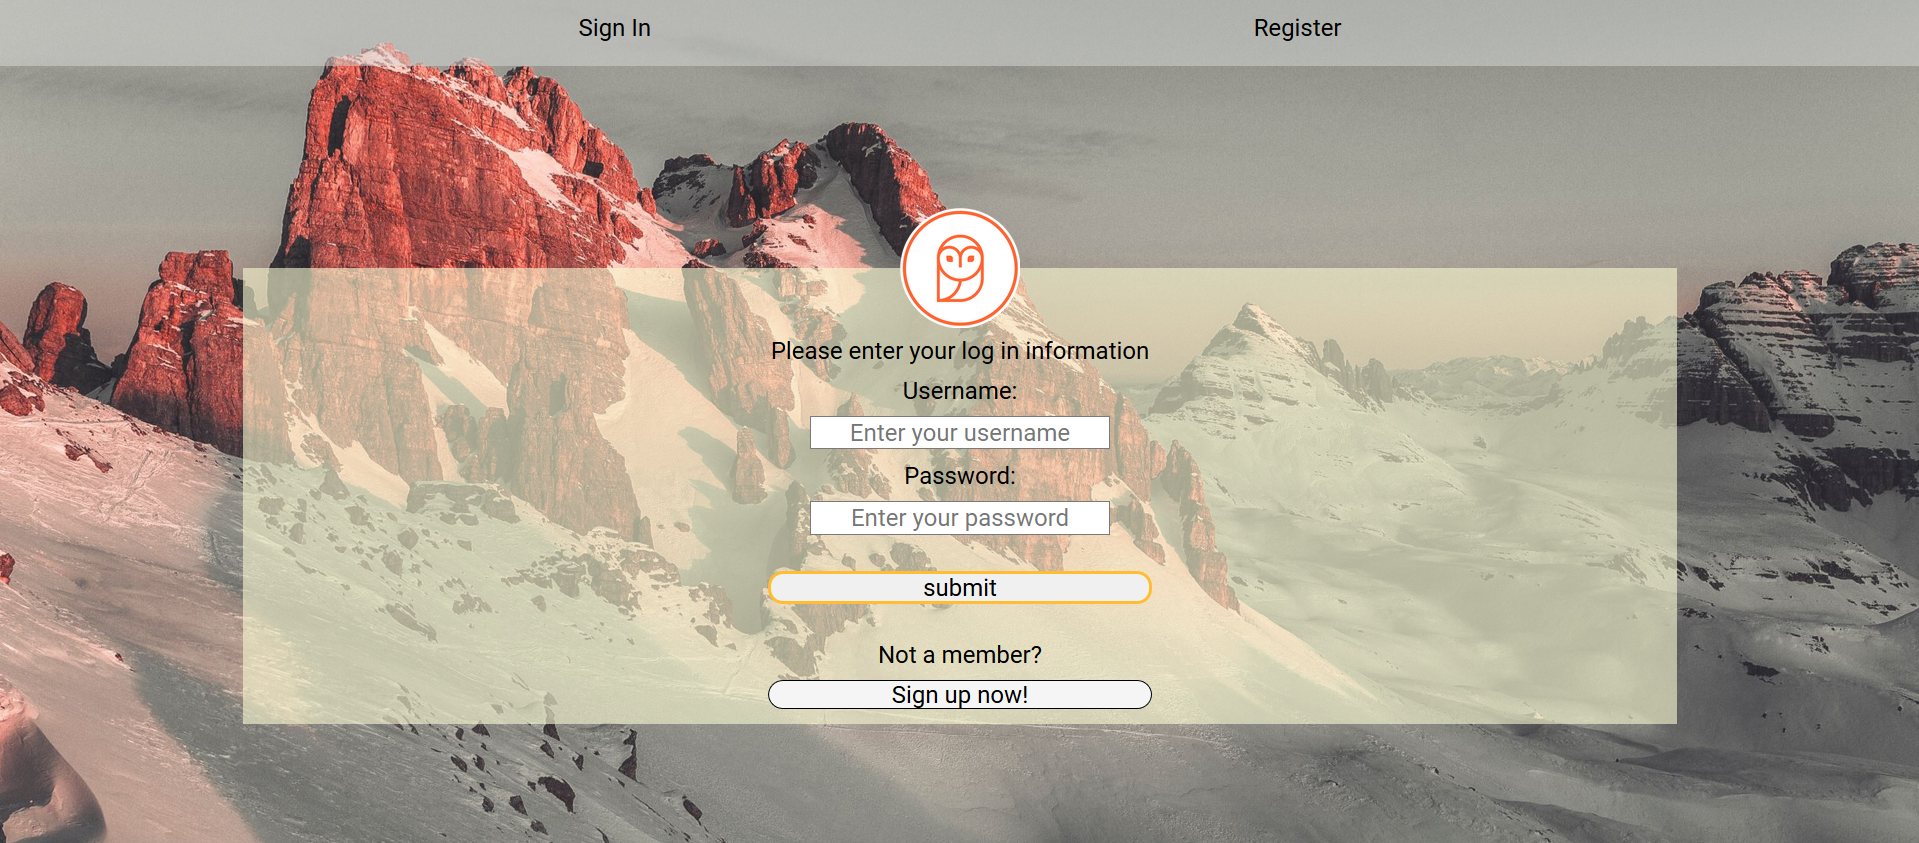 Sign In
Register
Please enter your log in information
Username:
Enter your username
Password:
Enter your password
submit
Not a member?
Sign up now!